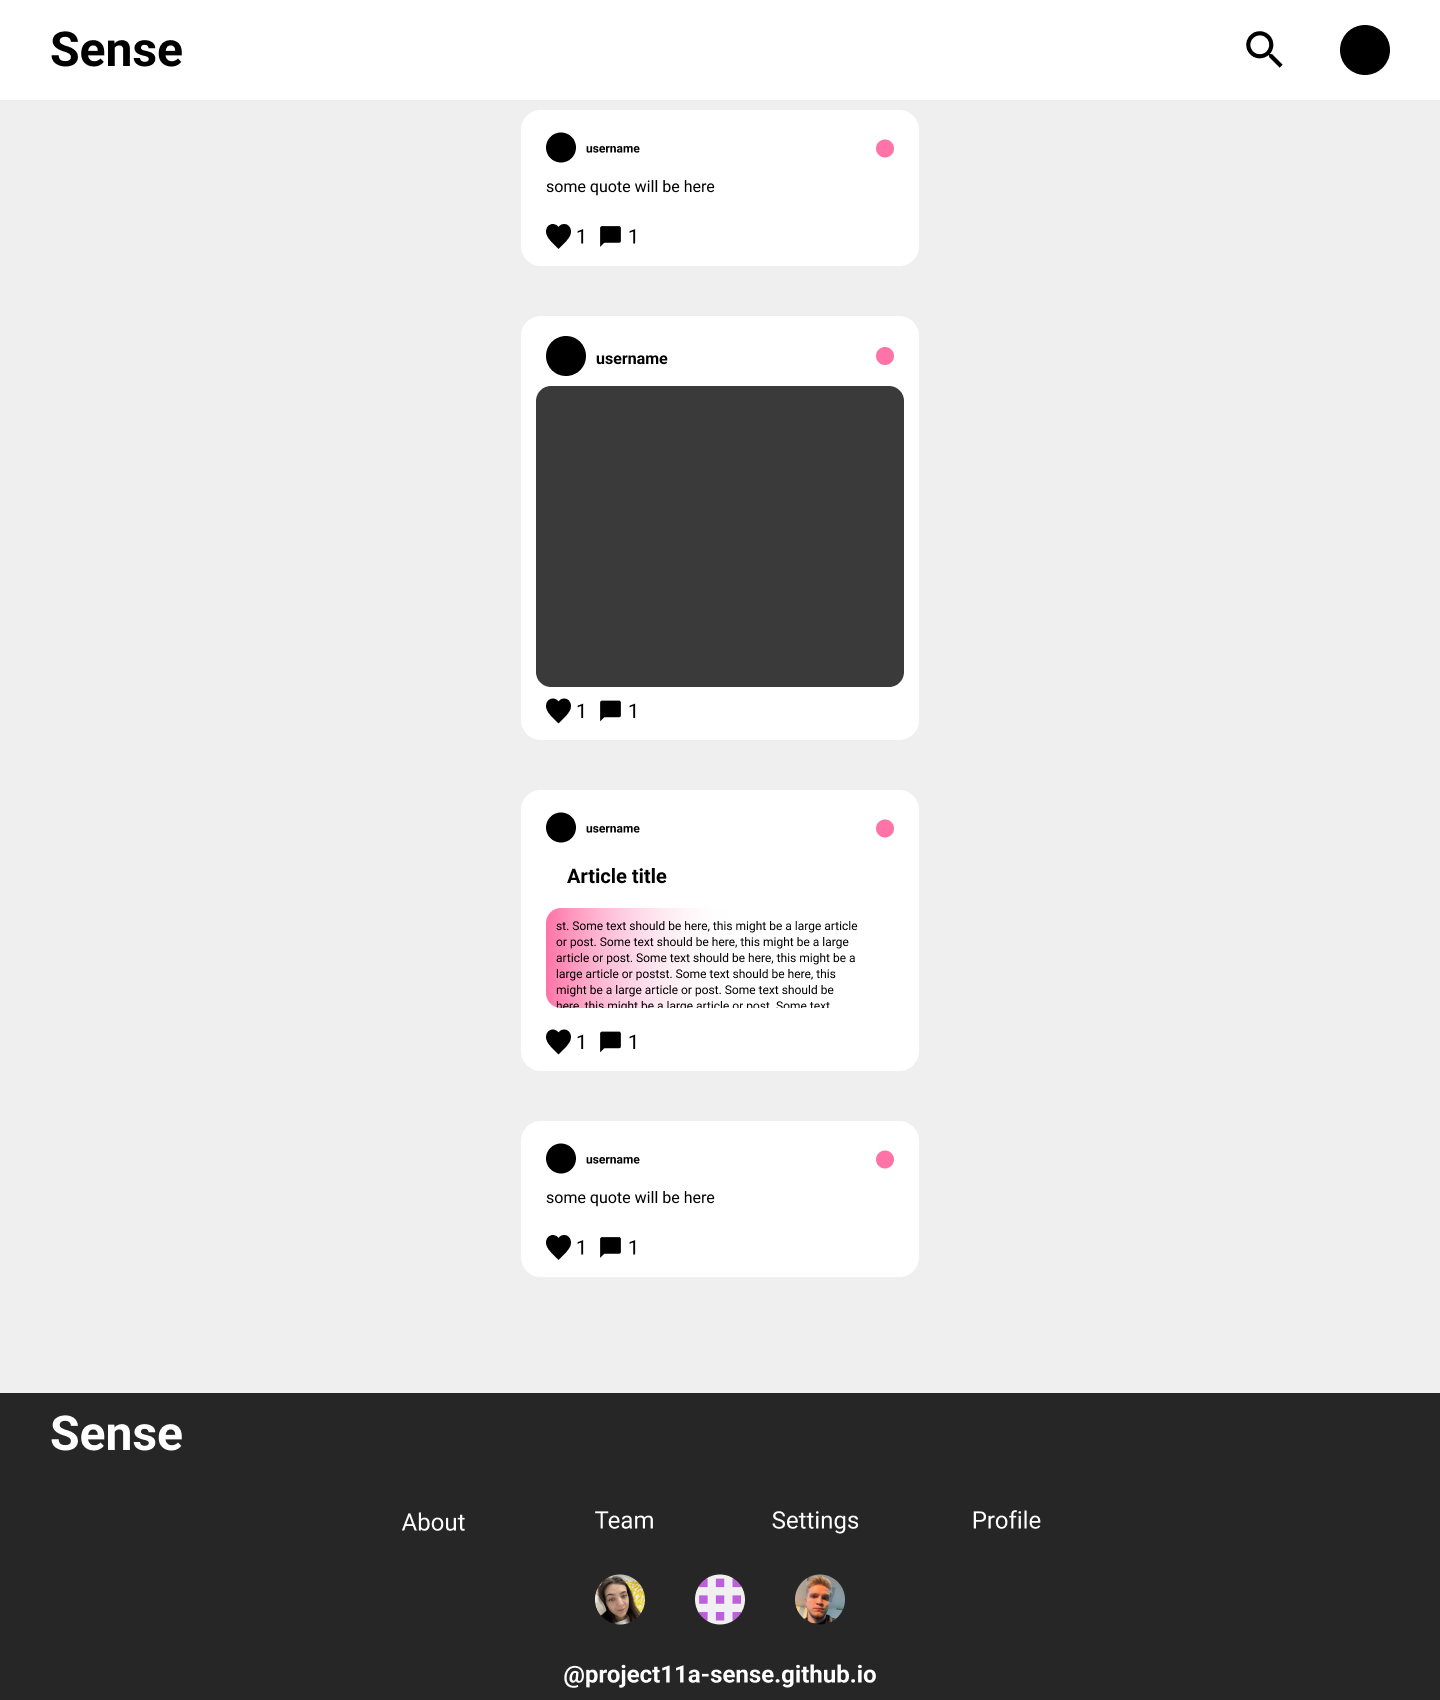 Sense
username
some quote will be here
1 1
username
1 1
username
Article title
st. Some text should be here, this might be a large article
or post. Some text should be here, this might be a large
article or post. Some text should be here, this might be a
large article or postst. Some text should be here, this
might be a large article or post. Some text should be
here, this might be a large article or post. Some text
1 1
username
some quote will be here
1 1
Sense
About Team Settings Profile
@project11a-sense.github.io